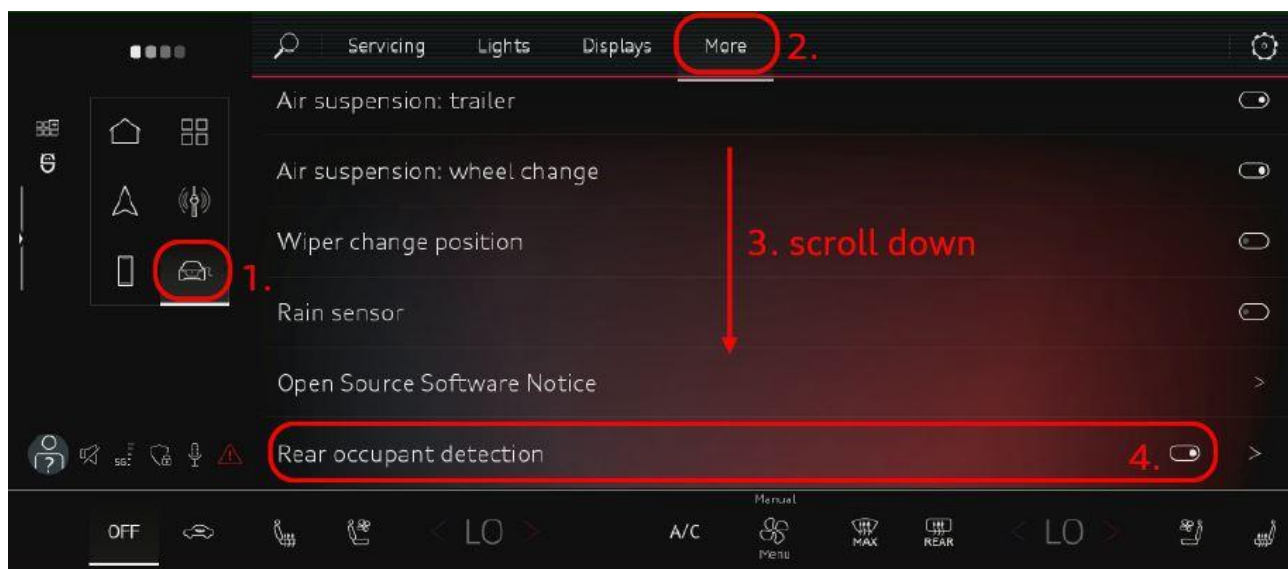 Servicing Lights Displays More 2.
Air suspension: trailer
Air suspension: wheel change
Wiper change position
3. scroll down
1.
Rain sensor
Open Source Software Notice
Rear occupant detection 4.
5G
Manual
OFF < LO > A/C MAX REAR < LO >
Menu